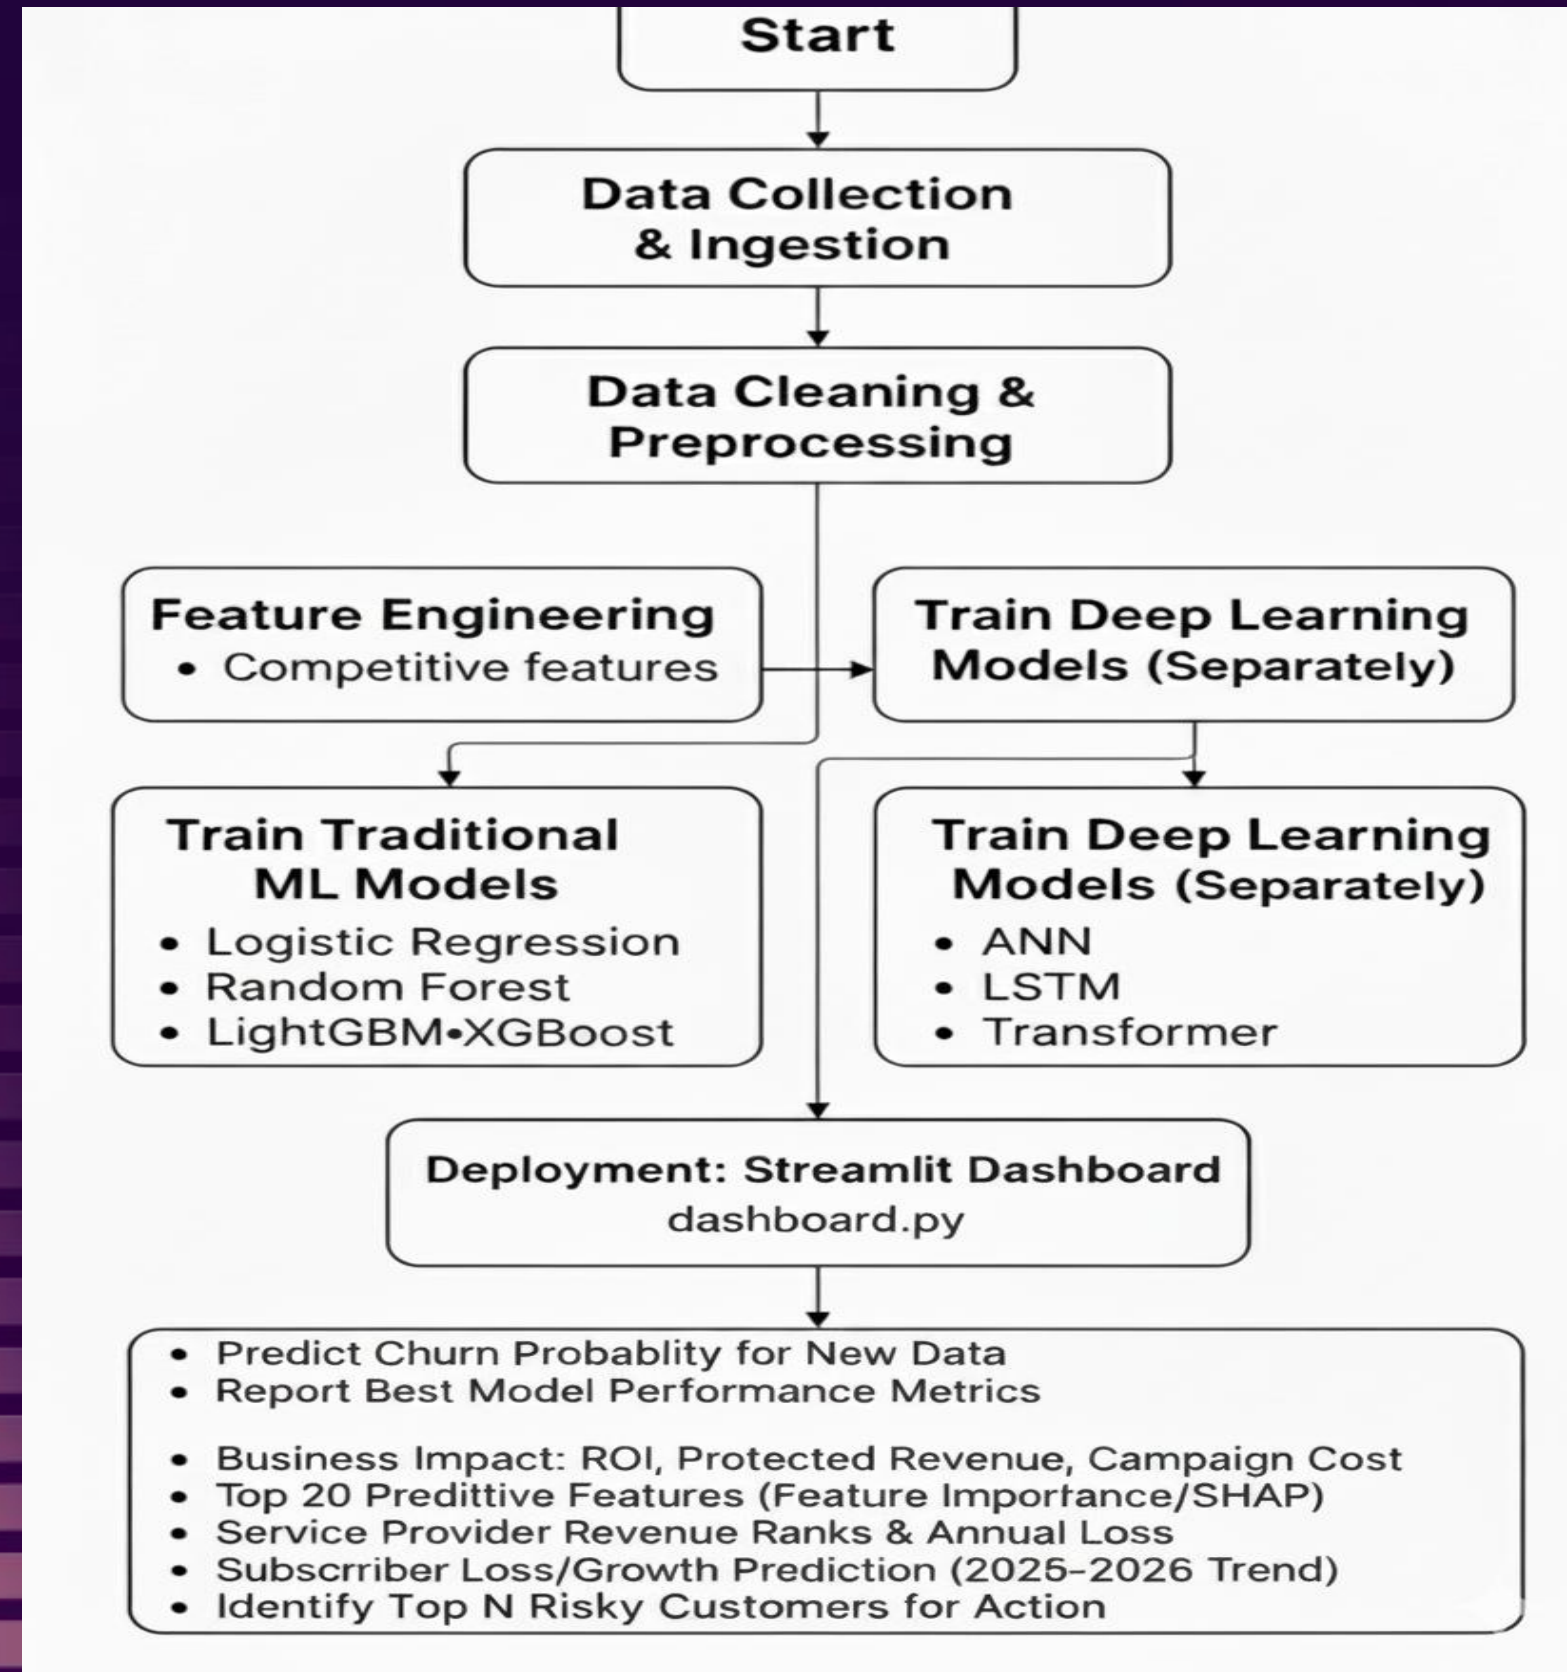 Start
Data Collection
& Ingestion
Data Cleaning &
Preprocessing
Feature Engineering
• Competitive features
Train Deep Learning
Models (Separately)
Train Traditional
ML Models
• Logistic Regression
• Random Forest
• LightGBM•XGBoost
Train Deep Learning
Models (Separately)
• ANN
• LSTM
• Transformer
Deployment: Streamlit Dashboard
dashboard.py
• Predict Churn Probablity for New Data
• Report Best Model Performance Metrics
• Business Impact: ROI, Protected Revenue, Campaign Cost
• Top 20 Predittive Features (Feature Importance/SHAP)
• Service Provider Revenue Ranks & Annual Loss
• Subscrriber Loss/Growth Prediction (2025-2026 Trend)
• Identify Top N Risky Customers for Action